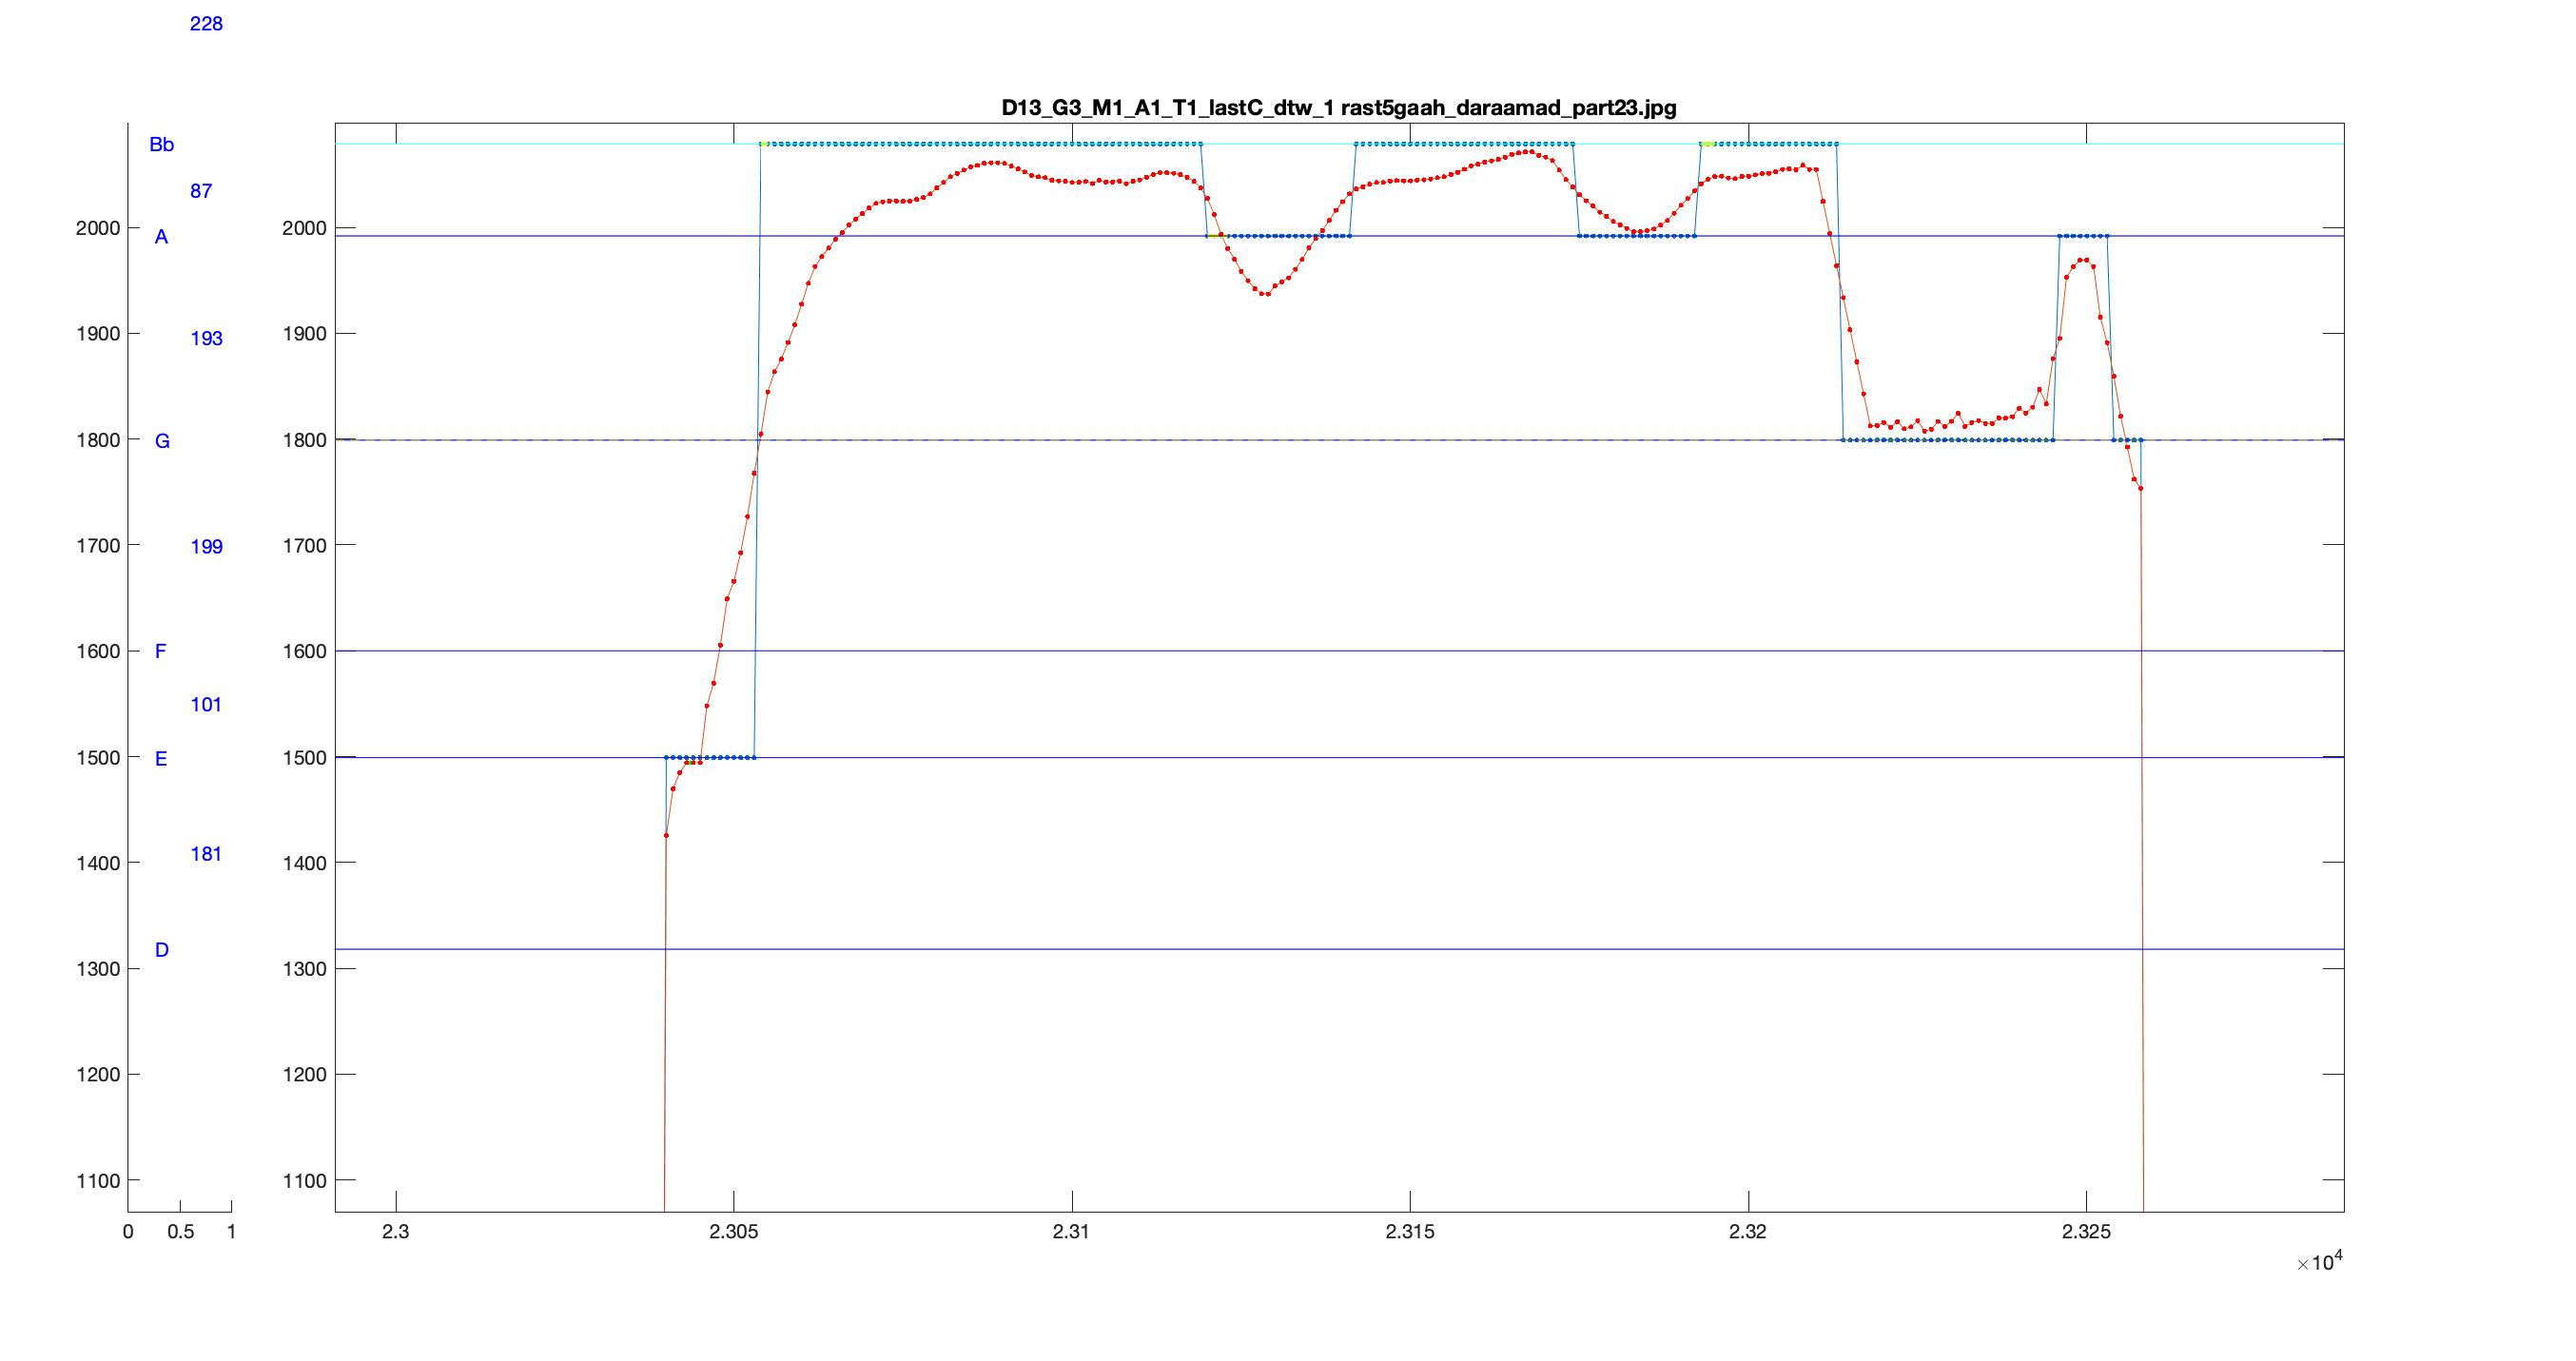 228
D13_G3_M1_A1_T1_lastC_dtw_1 rast5gaah_daraamad_part23.jpg
Bb
87
2000 A 2000
1900 193 1900
1800 G 1800
1700 199 1700
1600 F 1600
101
1500 E 1500
1400 181 1400
D
1300 1300
1200 1200
1100 1100
0 0.5 1 2.3 2.305 2.31 2.315 2.32 2.325
×10⁴